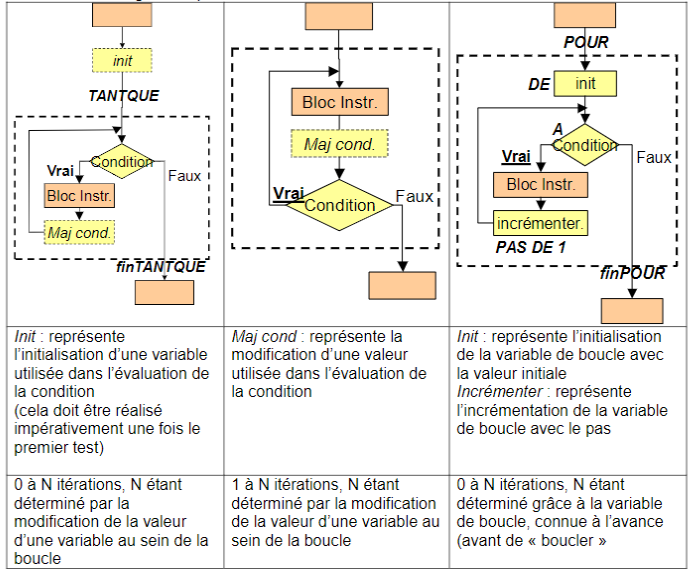 init
TANTQUE
Condition
Vrai
Faux
Bloc Instr.
Maj cond.
finTANTQUE
Bloc Instr.
Maj cond.
Vrai
Condition
Faux
POUR
DE
init
A
Condition
Vrai
Faux
Bloc Instr.
incrémenter.
PAS DE 1
finPOUR
Init : représente
l'initialisation d'une variable
utilisée dans l'évaluation de
la condition
(cela doit être réalisé
impérativement une fois le
premier test)
Maj cond : représente la
modification d'une valeur
utilisée dans l'évaluation de
la condition
Init : représente l'initialisation
de la variable de boucle avec
la valeur initiale
Incrémenter : représente
l'incrémentation de la variable
de boucle avec le pas
0 à N itérations, N étant
déterminé par la
modification de la valeur
d'une variable au sein de la
boucle
1 à N itérations, N étant
déterminé par la modification
de la valeur d'une variable au
sein de la boucle
0 à N itérations, N étant
déterminé grâce à la variable
de boucle, connue à l'avance
(avant de « boucler »